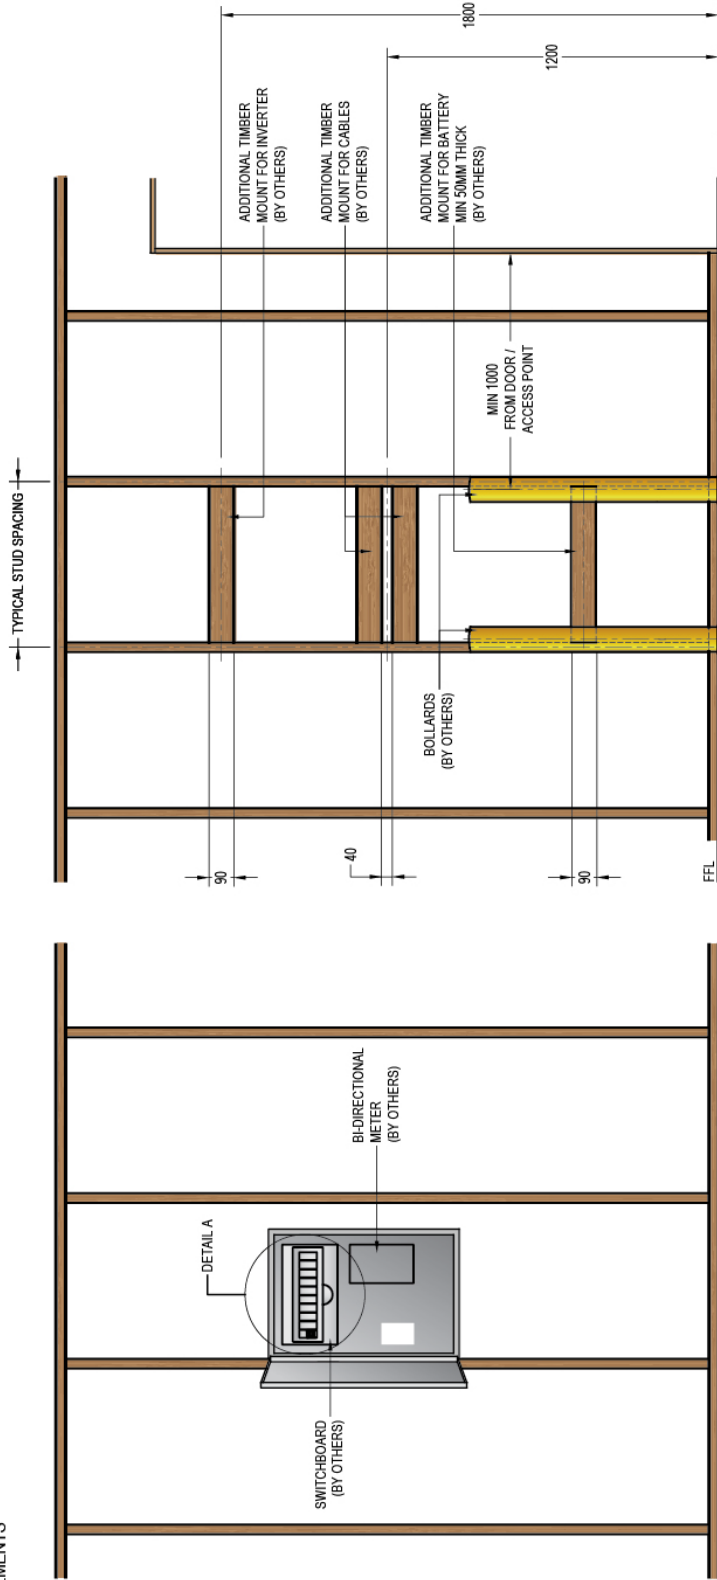 TYPICAL STUD SPACING
1800
1200
ADDITIONAL TIMBER
MOUNT FOR INVERTER
(BY OTHERS)
ADDITIONAL TIMBER
MOUNT FOR CABLES
(BY OTHERS)
ADDITIONAL TIMBER
MOUNT FOR BATTERY
MIN 50MM THICK
(BY OTHERS)
MIN 1000
FROM DOOR /
ACCESS POINT
BOLLARDS
(BY OTHERS)
90
40
90
FFL
DETAIL A
BI-DIRECTIONAL
METER
(BY OTHERS)
SWITCHBOARD
(BY OTHERS)